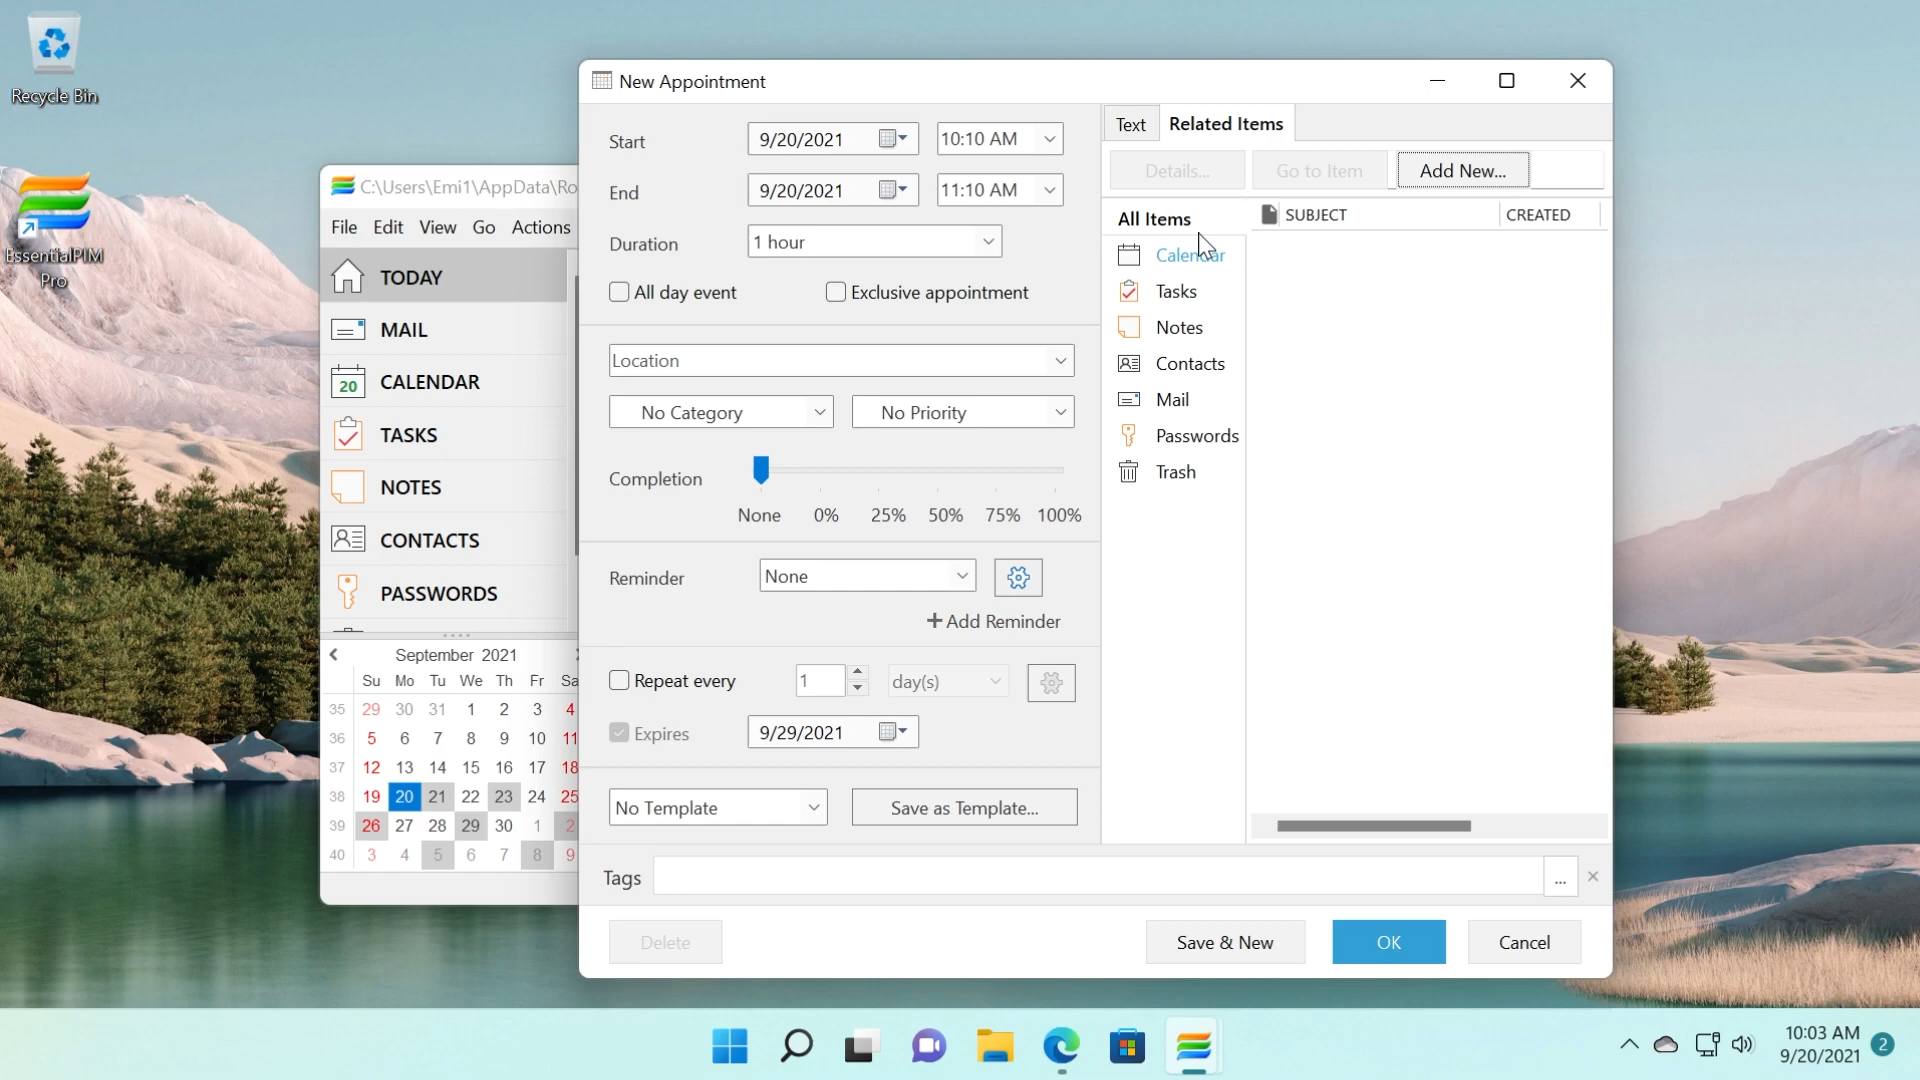 Recycle Bin
EssentialPIM
Pro
C:\Users\Emi1\AppData\Ro
File Edit View Go Actions
TODAY
MAIL
20 CALENDAR
TASKS
NOTES
CONTACTS
PASSWORDS
September 2021
Su Mo Tu We Th Fr Sa
35 29 30 31 1 2 3 4
36 5 6 7 8 9 10 11
37 12 13 14 15 16 17 18
38 19 20 21 22 23 24 25
39 26 27 28 29 30 1 2
40 3 4 5 6 7 8 9
New Appointment
Start 9/20/2021 10:10 AM
End 9/20/2021 11:10 AM
Duration 1 hour
All day event Exclusive appointment
Location
No Category No Priority
Completion
None 0% 25% 50% 75% 100%
Reminder None
+ Add Reminder
Repeat every 1 day(s)
Expires 9/29/2021
No Template Save as Template...
Text Related Items
Details... Go to Item Add New...
All Items SUBJECT CREATED
Calendar
Tasks
Notes
Contacts
Mail
Passwords
Trash
Tags ...
Delete Save & New OK Cancel
10:03 AM
9/20/2021 2